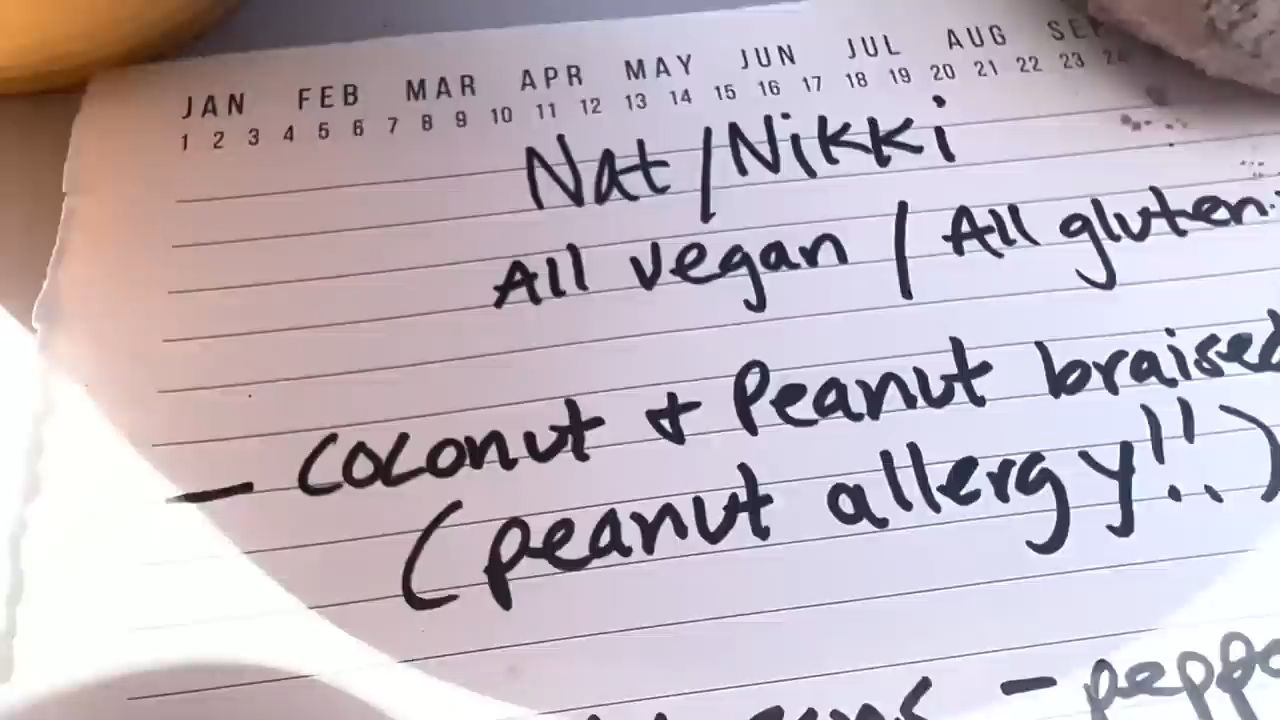 JAN FEB MAR APR MAY JUN JUL AUG SEP
1 2 3 4 5 6 7 8 9 10 11 12 13 14 15 16 17 18 19 20 21 22 23 24
Nat/Nikki
All vegan / All gluten
- Coconut + Peanut braised
(peanut allergy!!)
-